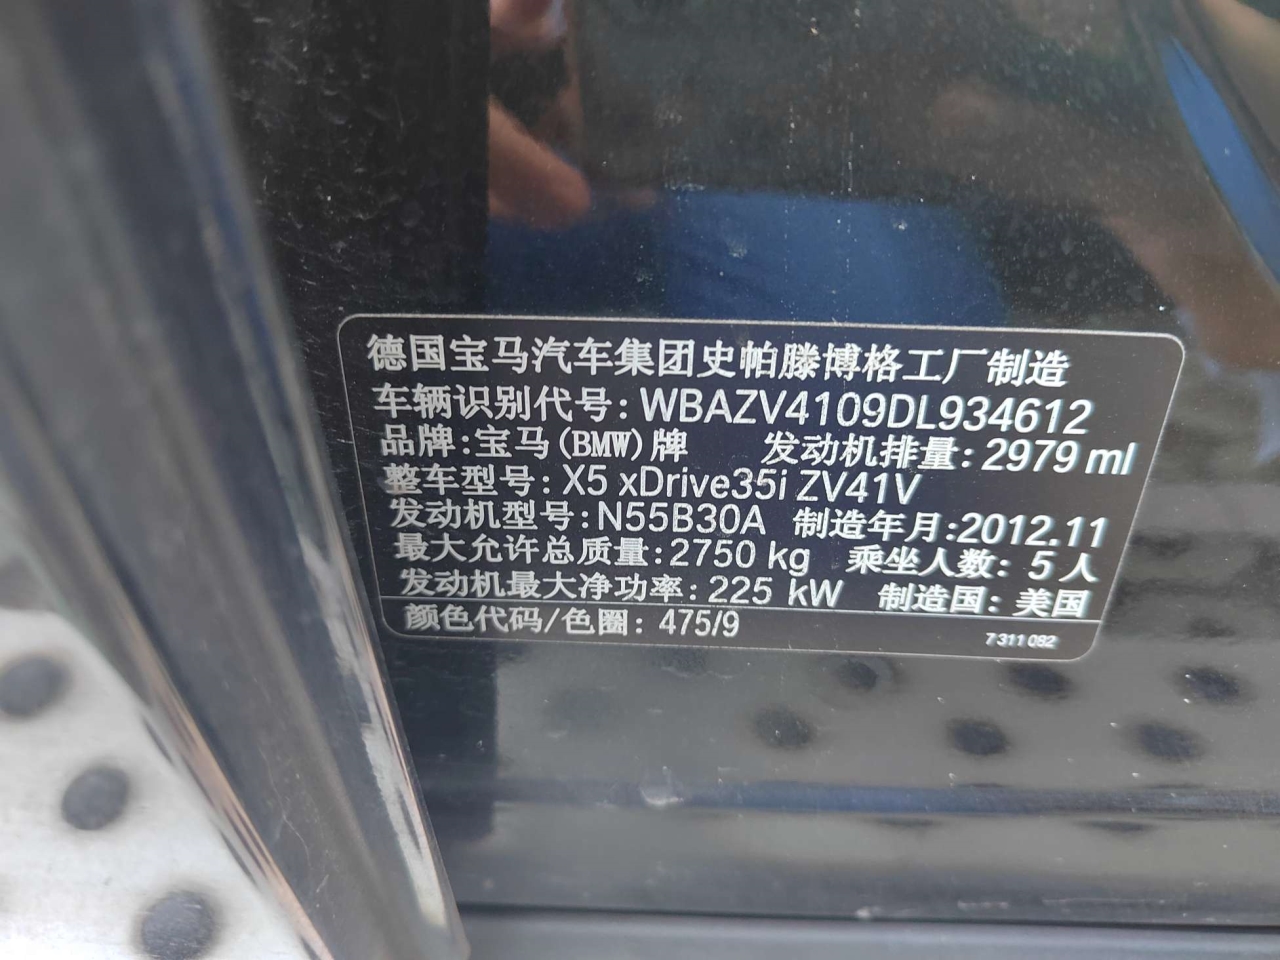 德国宝马汽车集团史帕滕博格工厂制造
车辆识别代号: WBAZV4109DL934612
品牌: 宝马(BMW)牌 发动机排量: 2979 ml
整车型号: X5 xDrive35i ZV41V
发动机型号: N55B30A 制造年月: 2012.11
最大允许总质量: 2750 kg 乘坐人数: 5人
发动机最大净功率: 225 kW 制造国: 美国
颜色代码/色圈: 475/9 7 311 082